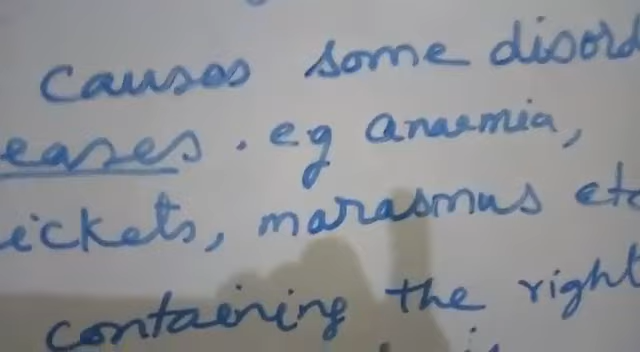 causes some disord
eases. eg anaemia,
ickets, marasmus etc
containing the right